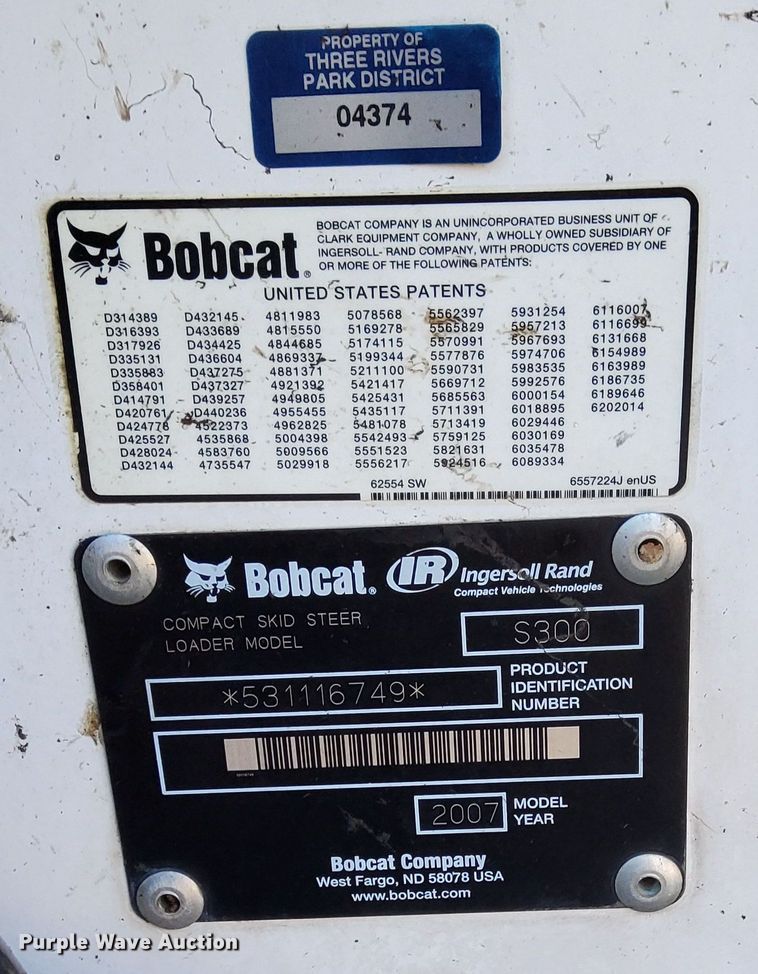 PROPERTY OF
THREE RIVERS
PARK DISTRICT
04374
Bobcat®
BOBCAT COMPANY IS AN UNINCORPORATED BUSINESS UNIT OF
CLARK EQUIPMENT COMPANY, A WHOLLY OWNED SUBSIDIARY OF
INGERSOLL- RAND COMPANY, WITH PRODUCTS COVERED BY ONE
OR MORE OF THE FOLLOWING PATENTS:
UNITED STATES PATENTS
D314389 D432145 4811983 5078568 5562397 5931254 6116007
D316393 D433689 4815550 5169278 5565829 5957213 6116699
D317926 D434425 4844685 5174115 5570991 5967693 6131668
D335131 D436604 4869337 5199344 5577876 5974706 6154989
D335883 D437275 4881371 5211100 5590731 5983535 6163989
D358401 D437327 4921392 5421417 5669712 5992576 6186735
D414791 D439257 4949805 5425431 5685563 6000154 6189646
D420761 D440236 4955455 5435117 5711391 6018895 6202014
D424778 4522373 4962825 5481078 5713419 6029446
D425527 4535868 5004398 5542493 5759125 6030169
D428024 4583760 5009566 5551523 5821631 6035478
D432144 4735547 5029918 5556217 5924516 6089334
62554 SW 6557224J enUS
Bobcat® IR Ingersoll Rand
Compact Vehicle Technologies
COMPACT SKID STEER
LOADER MODEL
S300
*531116749*
PRODUCT
IDENTIFICATION
NUMBER
2007
MODEL
YEAR
Bobcat Company
West Fargo, ND 58078 USA
www.bobcat.com
Purple Wave Auction